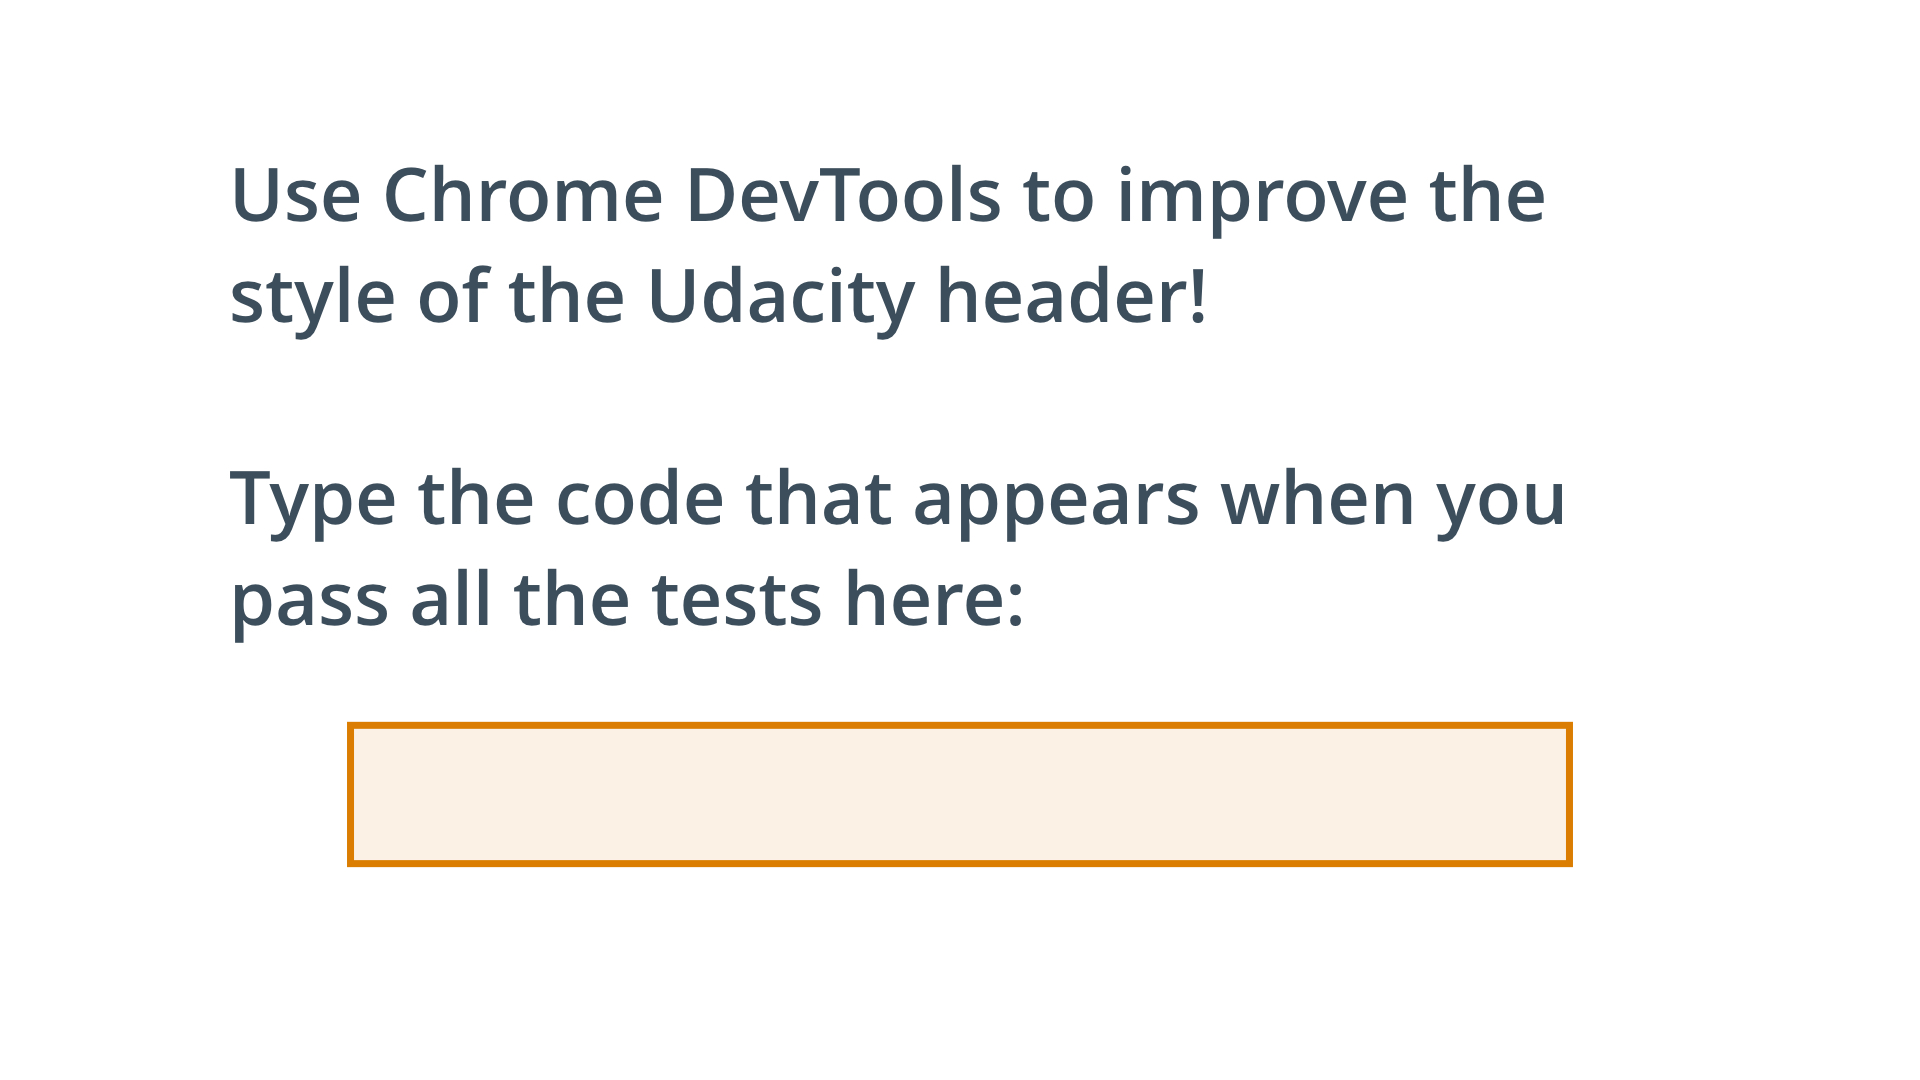 Use Chrome DevTools to improve the
style of the Udacity header!
Type the code that appears when you
pass all the tests here: